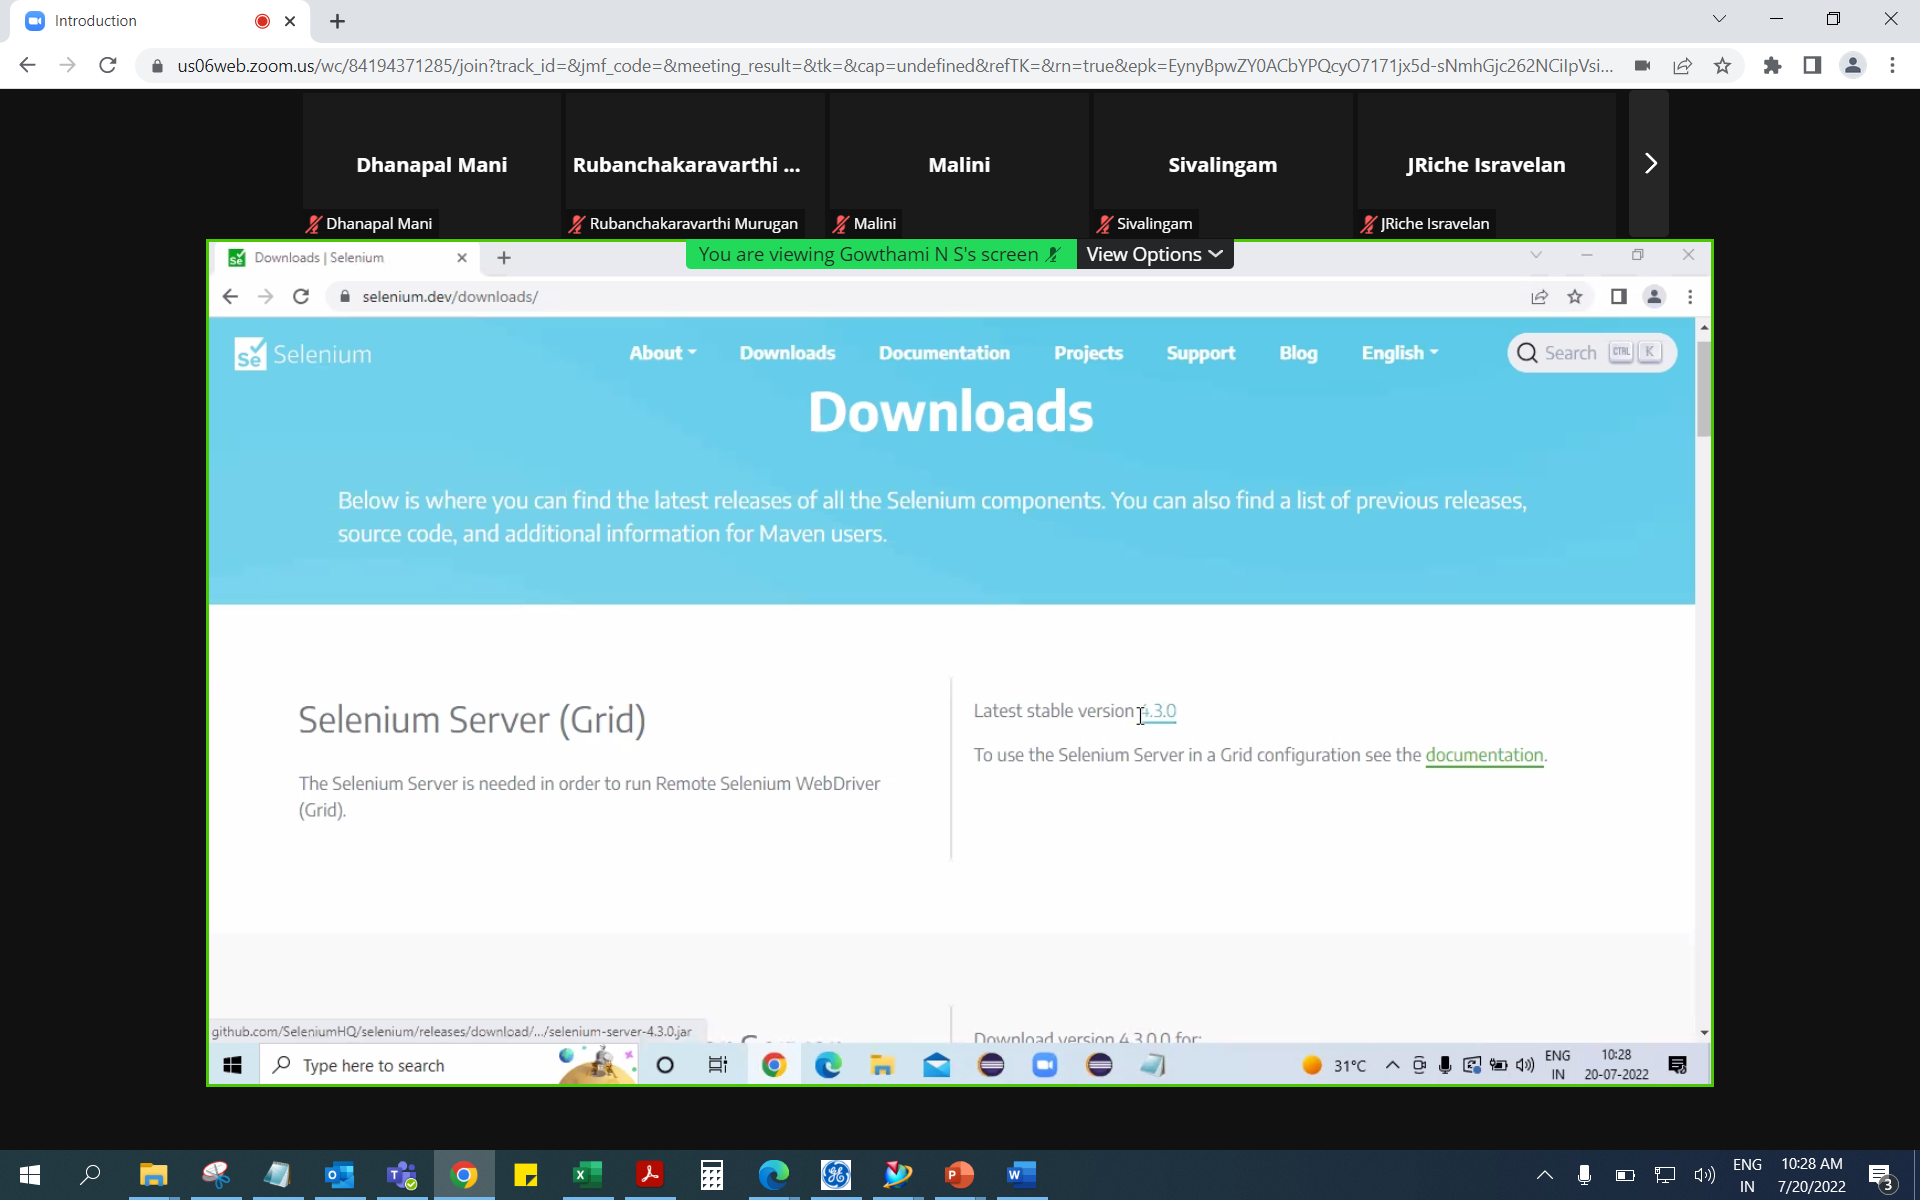 Introduction
us06web.zoom.us/wc/84194371285/join?track_id=&jmf_code=&meeting_result=&tk=&cap=undefined&refTK=&rn=true&epk=EynyBpwZY0ACbYPQcyO7171jx5d-sNmhGjc262NCiIpVsi...
Dhanapal Mani
Rubanchakaravarthi ...
Malini
Sivalingam
JRiche Isravelan
Dhanapal Mani
Rubanchakaravarthi Murugan
Malini
Sivalingam
JRiche Isravelan
Downloads | Selenium
You are viewing Gowthami N S's screen
View Options
selenium.dev/downloads/
Se Selenium
About
Downloads
Documentation
Projects
Support
Blog
English
Search CTRL K
Downloads
Below is where you can find the latest releases of all the Selenium components. You can also find a list of previous releases,
source code, and additional information for Maven users.
Selenium Server (Grid)
The Selenium Server is needed in order to run Remote Selenium WebDriver
(Grid).
Latest stable version 4.3.0
To use the Selenium Server in a Grid configuration see the documentation.
github.com/SeleniumHQ/selenium/releases/download/.../selenium-server-4.3.0.jar
Download version 4.3.0.0 for:
Type here to search
31°C
ENG
IN
10:28
20-07-2022
ENG
IN
10:28 AM
7/20/2022
3